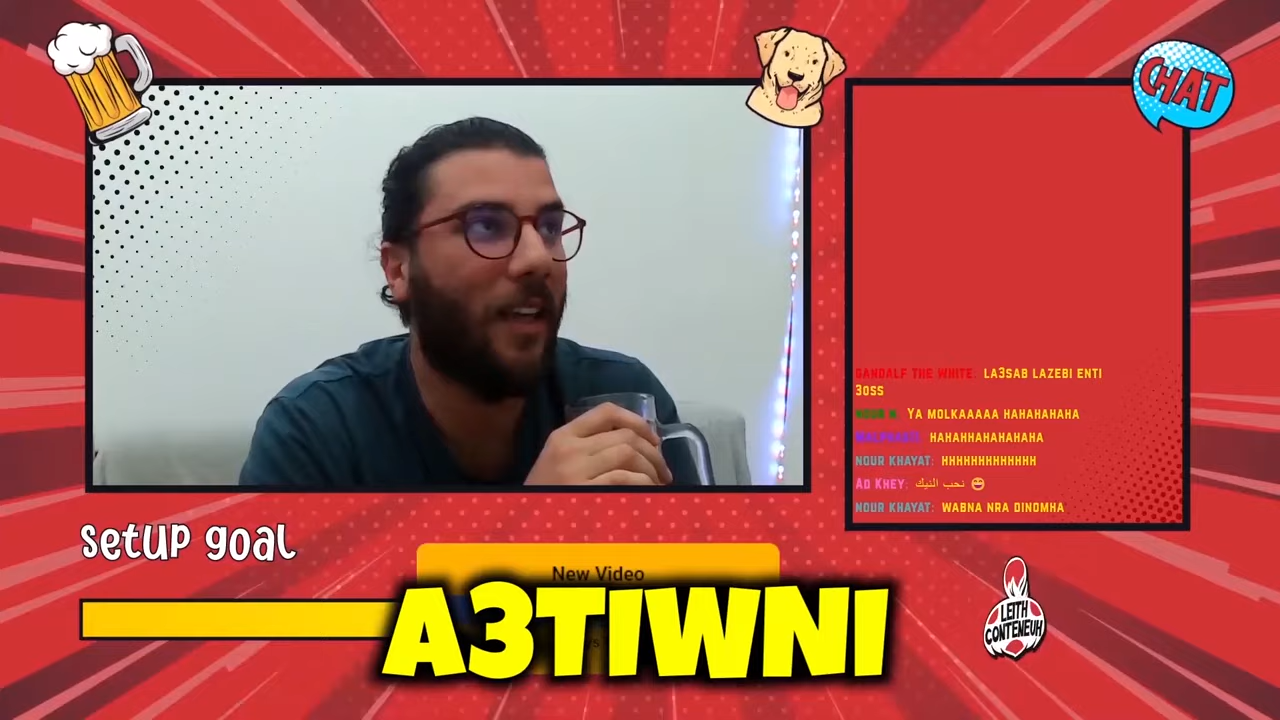 CHAT
GANDALF THE WHITE: LA3SAB LAZEBI ENTI
3OSS
NOUR N: YA MOLKAAAAA HAHAHAHAHA
HAHAHHAHAHAHAHA
NOUR KHAYAT: HHHHHHHHHHHHH
AD KHEY: نحب النيك 😄
NOUR KHAYAT: WABNA NRA DINOMHA
SETUP GOAL
New Video
A3TIWNI
LEITH
CONTENEUH